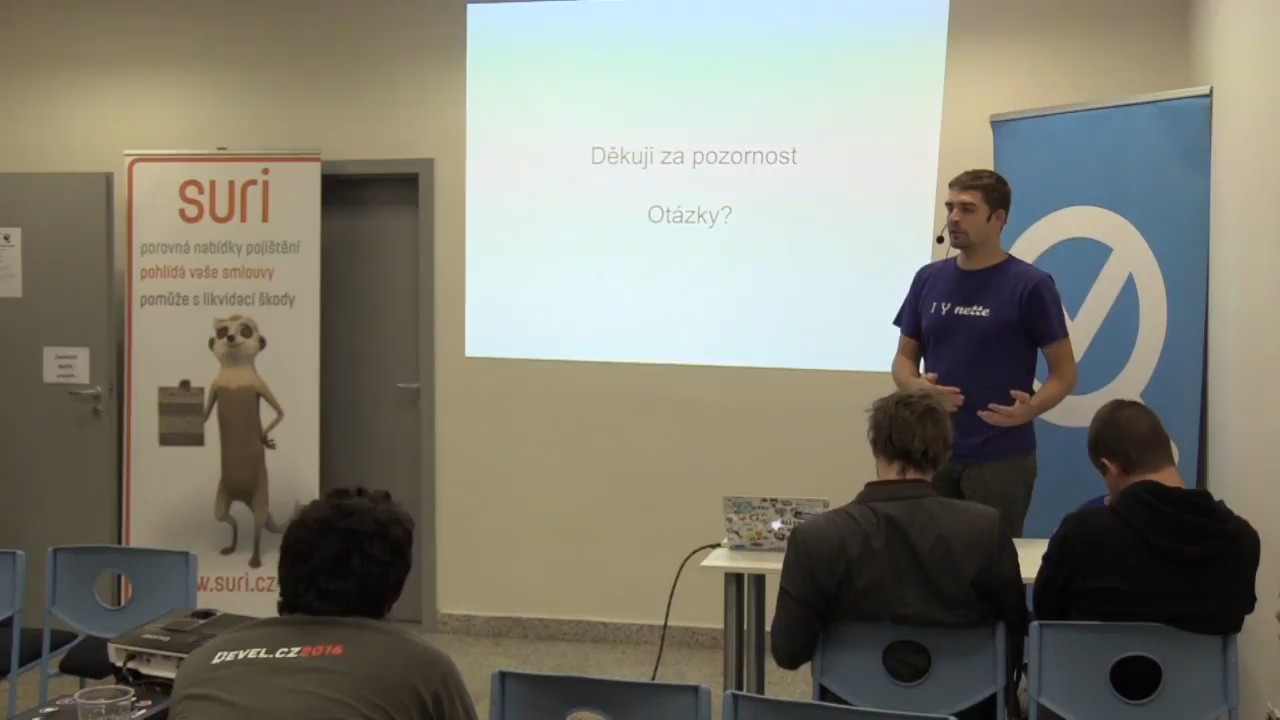 suri
porovná nabídky pojištění
pohlídá vaše smlouvy
pomůže s likvidací škody
w.suri.cz
Děkuji za pozornost
Otázky?
I Y nette
DEVEL.CZ2016